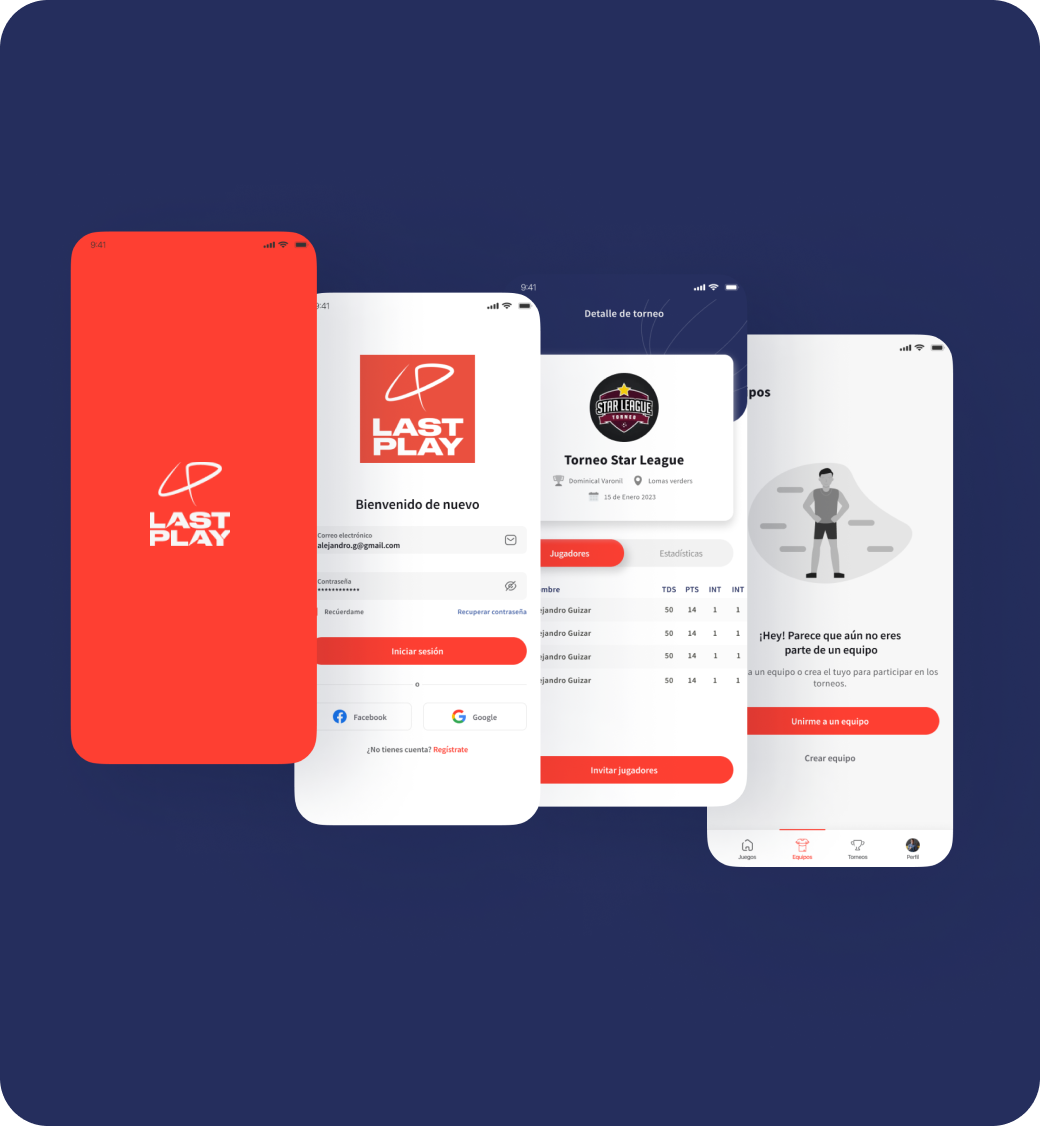 9:41
LAST
PLAY
9:41
LAST
PLAY
Bienvenido de nuevo
Correo electrónico
alejandro.g@gmail.com
Contraseña
************
Recúerdame
Recuperar contraseña
Iniciar sesión
o
Facebook
Google
¿No tienes cuenta? Regístrate
9:41
Detalle de torneo
STAR LEAGUE
TORNEO
Torneo Star League
Dominical Varonil
Lomas verders
15 de Enero 2023
Jugadores
Estadísticas
mbre TDS PTS INT INT
ejandro Guizar 50 14 1 1
ejandro Guizar 50 14 1 1
ejandro Guizar 50 14 1 1
ejandro Guizar 50 14 1 1
Invitar jugadores
pos
¡Hey! Parece que aún no eres
parte de un equipo
a un equipo o crea el tuyo para participar en los
torneos.
Unirme a un equipo
Crear equipo
Juegos
Equipos
Torneos
Perfil